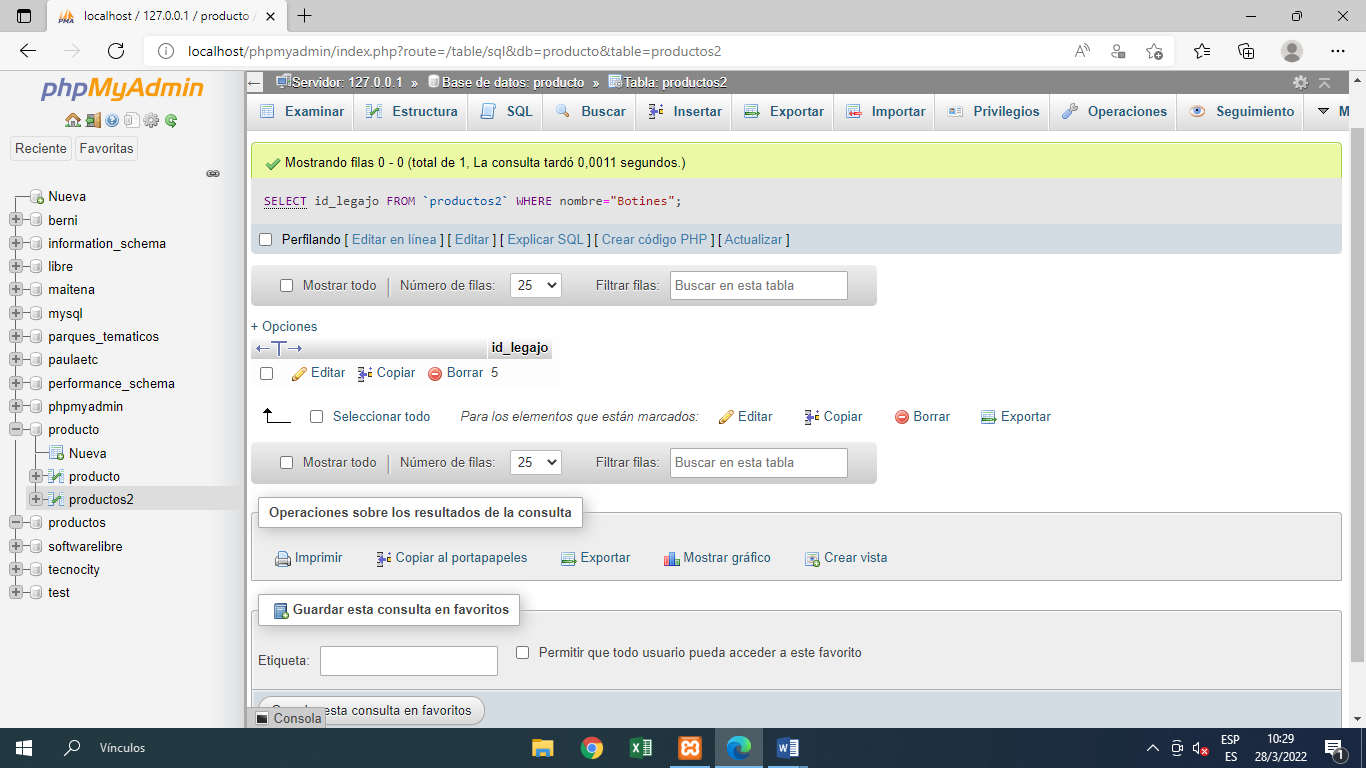 localhost / 127.0.0.1 / producto /
localhost/phpmyadmin/index.php?route=/table/sql&db=producto&table=productos2
phpMyAdmin
Reciente Favoritas
Nueva
berni
information_schema
libre
maitena
mysql
parques_tematicos
paulaetc
performance_schema
phpmyadmin
producto
Nueva
producto
productos2
productos
softwarelibre
tecnocity
test
Servidor: 127.0.0.1 » Base de datos: producto » Tabla: productos2
Examinar Estructura SQL Buscar Insertar Exportar Importar Privilegios Operaciones Seguimiento M
Mostrando filas 0 - 0 (total de 1, La consulta tardó 0,0011 segundos.)
SELECT id_legajo FROM `productos2` WHERE nombre="Botines";
Perfilando [ Editar en línea ] [ Editar ] [ Explicar SQL ] [ Crear código PHP ] [ Actualizar ]
Mostrar todo | Número de filas: 25 Filtrar filas: Buscar en esta tabla
+ Opciones
←T→ id_legajo
Editar Copiar Borrar 5
Seleccionar todo Para los elementos que están marcados: Editar Copiar Borrar Exportar
Mostrar todo | Número de filas: 25 Filtrar filas: Buscar en esta tabla
Operaciones sobre los resultados de la consulta
Imprimir Copiar al portapapeles Exportar Mostrar gráfico Crear vista
Guardar esta consulta en favoritos
Etiqueta: Permitir que todo usuario pueda acceder a este favorito
esta consulta en favoritos
Consola
Vínculos
ESP
ES
10:29
28/3/2022
1